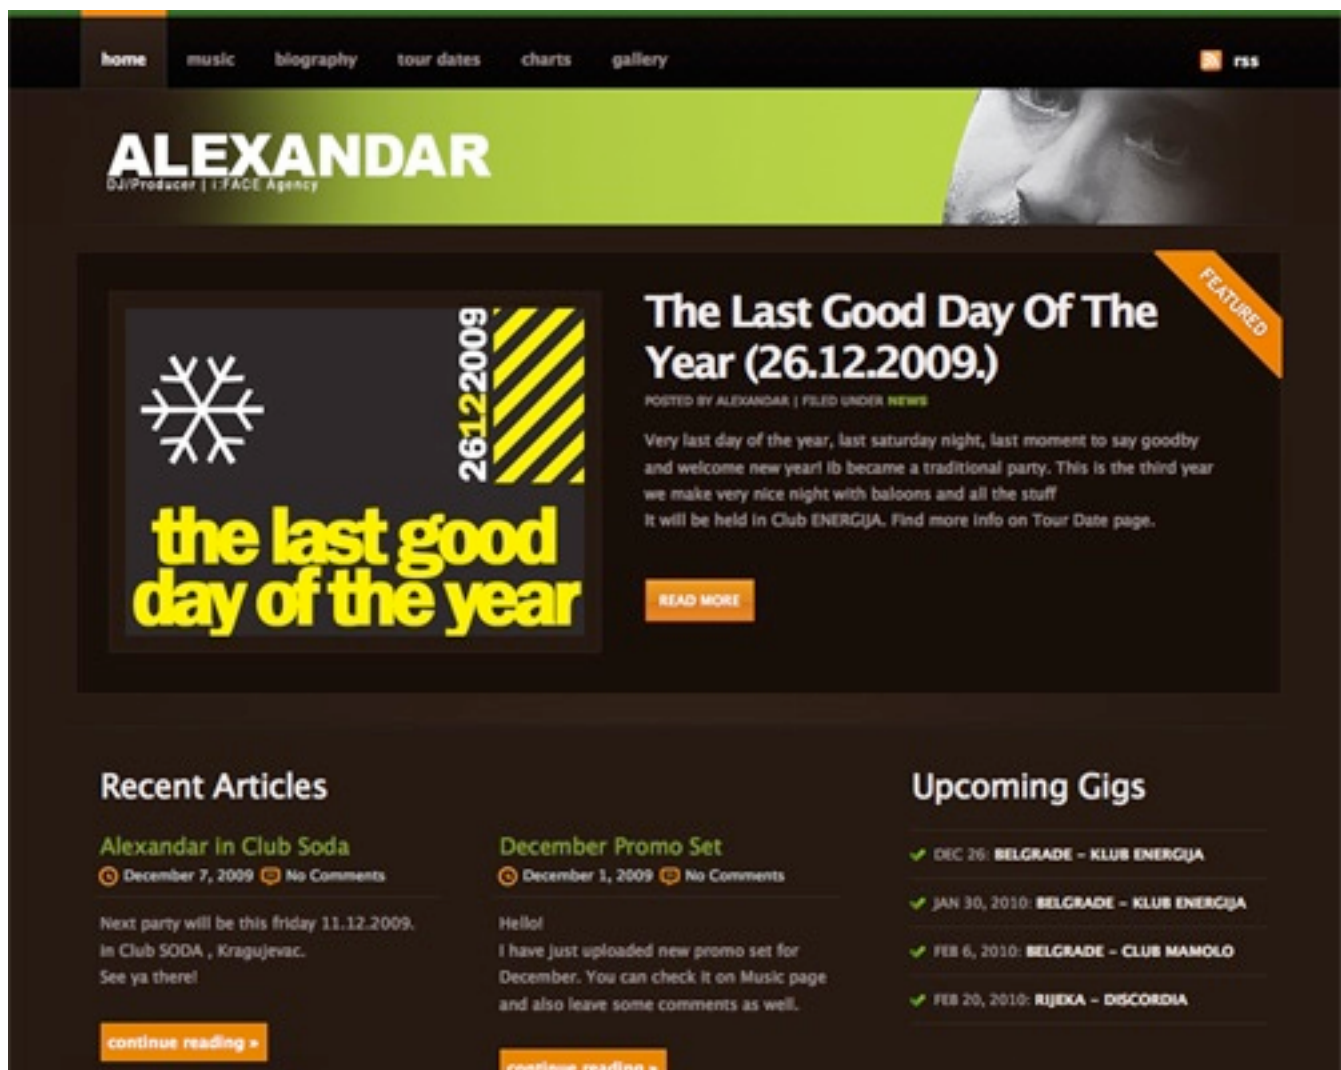 home music biography tour dates charts gallery rss
ALEXANDAR
DJ/Producer | i:FACE Agency
FEATURED
26122009
the last good
day of the year
The Last Good Day Of The
Year (26.12.2009.)
POSTED BY ALEXANDAR | FILED UNDER NEWS
Very last day of the year, last saturday night, last moment to say goodby
and welcome new year! Ib became a traditional party. This is the third year
we make very nice night with baloons and all the stuff
It will be held in Club ENERGIJA. Find more info on Tour Date page.
READ MORE
Recent Articles
Alexandar in Club Soda
December 7, 2009 No Comments
Next party will be this friday 11.12.2009.
in Club SODA , Kragujevac.
See ya there!
continue reading »
December Promo Set
December 1, 2009 No Comments
Hello!
I have just uploaded new promo set for
December. You can check it on Music page
and also leave some comments as well.
continue reading »
Upcoming Gigs
DEC 26: BELGRADE – KLUB ENERGIJA
JAN 30, 2010: BELGRADE – KLUB ENERGIJA
FEB 6, 2010: BELGRADE – CLUB MAMOLO
FEB 20, 2010: RIJEKA – DISCORDIA